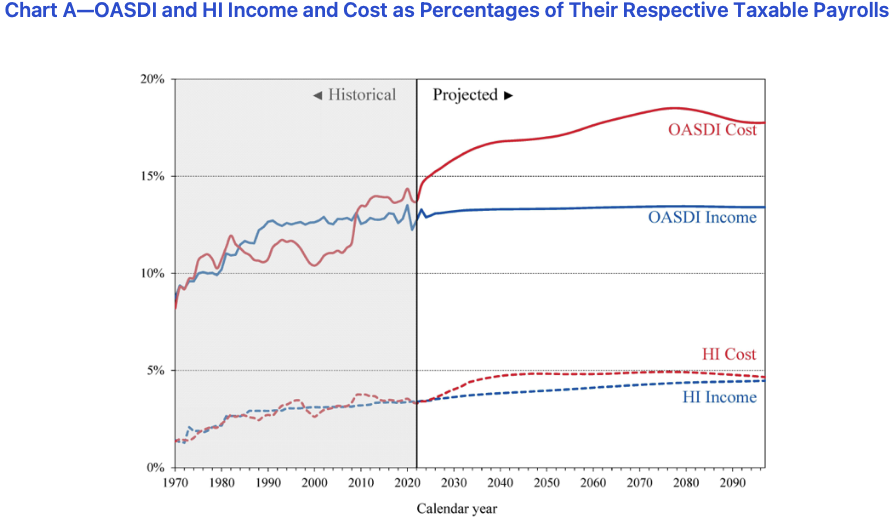 Chart A—OASDI and HI Income and Cost as Percentages of Their Respective Taxable Payrolls
20%
◄ Historical
Projected ►
OASDI Cost
15%
OASDI Income
10%
HI Cost
5%
HI Income
0%
1970 1980 1990 2000 2010 2020 2030 2040 2050 2060 2070 2080 2090
Calendar year